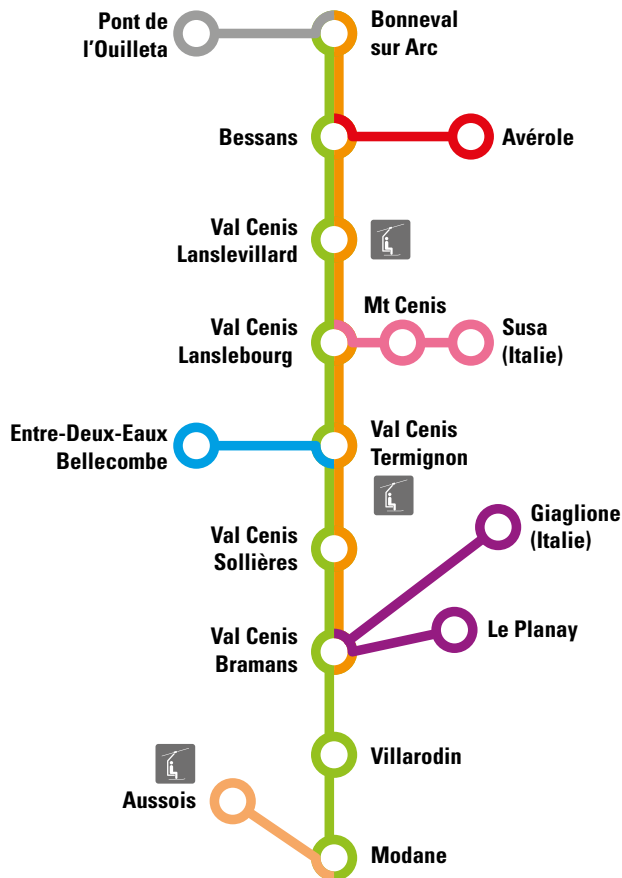 Pont de
l'Ouilleta
Bonneval
sur Arc
Bessans
Avérole
Val Cenis
Lanslevillard
Mt Cenis
Val Cenis
Lanslebourg
Susa
(Italie)
Entre-Deux-Eaux
Bellecombe
Val Cenis
Termignon
Giaglione
(Italie)
Val Cenis
Sollières
Le Planay
Val Cenis
Bramans
Villarodin
Aussois
Modane